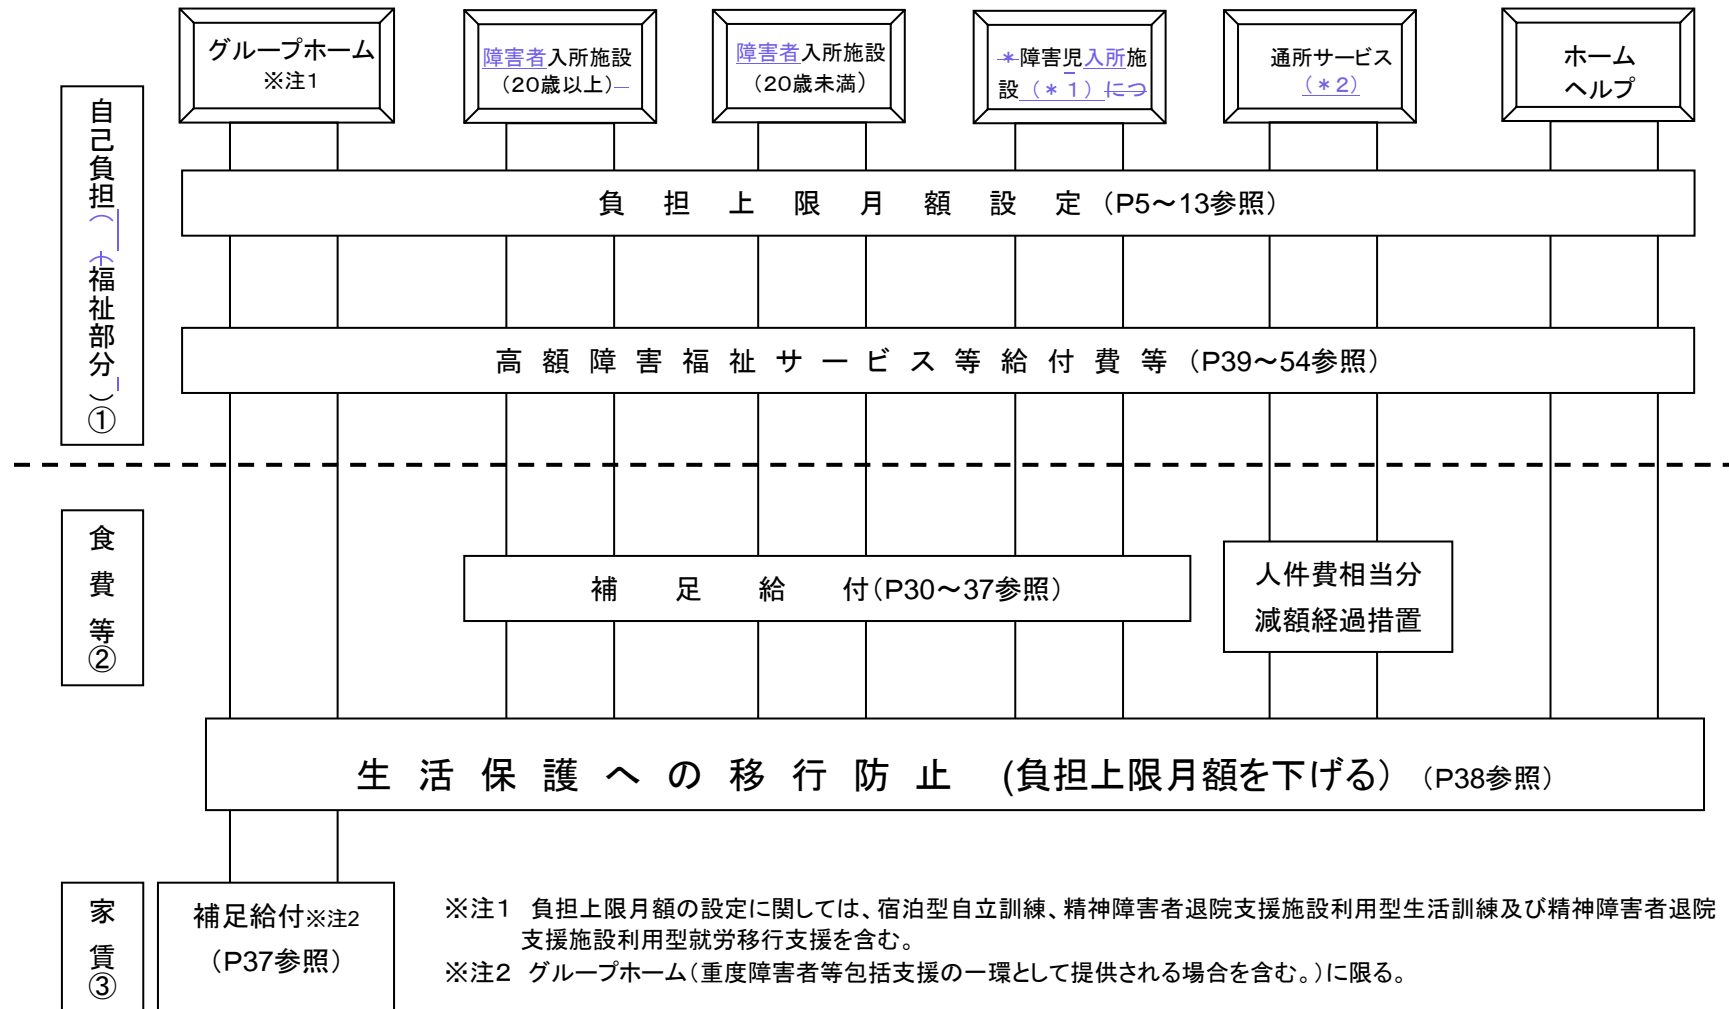 グループホーム
※注1
障害者入所施設
(20歳以上)
障害者入所施設
(20歳未満)
*障害児入所施
設(*1)につ
通所サービス
(*2)
ホーム
ヘルプ
自己負担((福祉部分)①
負担上限月額設定(P5~13参照)
高額障害福祉サービス等給付費等(P39~54参照)
食費等②
補足給付(P30~37参照)
人件費相当分
減額経過措置
生活保護への移行防止 (負担上限月額を下げる) (P38参照)
家賃③
補足給付※注2
(P37参照)
※注1 負担上限月額の設定に関しては、宿泊型自立訓練、精神障害者退院支援施設利用型生活訓練及び精神障害者退院
支援施設利用型就労移行支援を含む。
※注2 グループホーム(重度障害者等包括支援の一環として提供される場合を含む。)に限る。